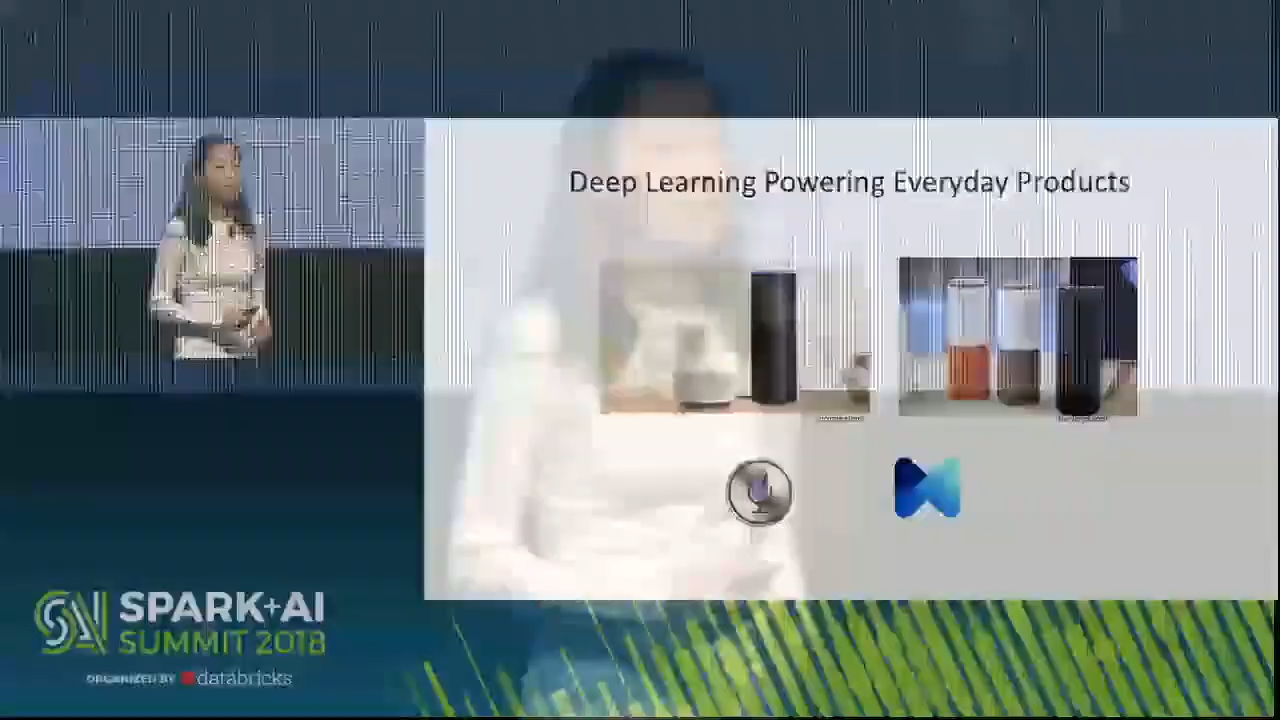 Deep Learning Powering Everyday Products
SPARK+AI
SUMMIT 2018
ORGANIZED BY databricks